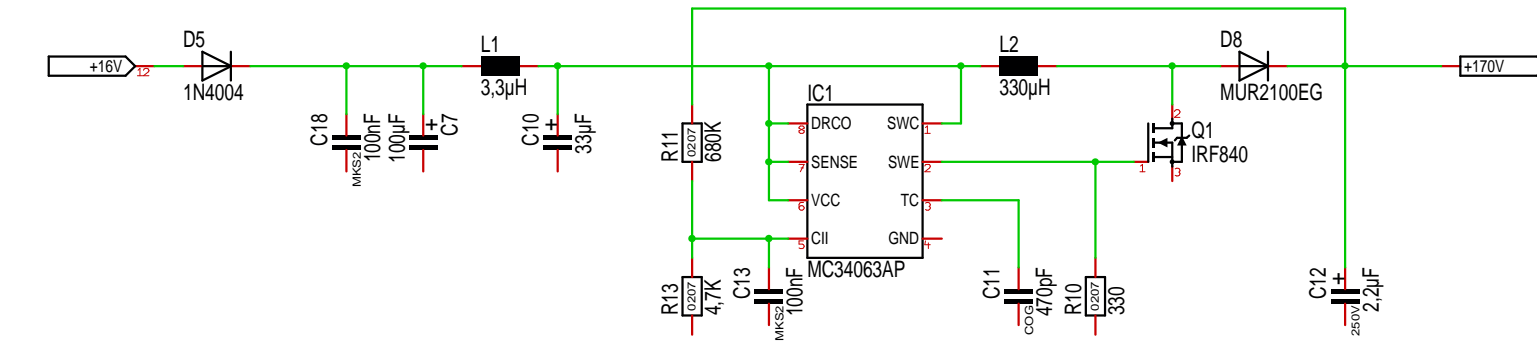 +16V
12
D5
1N4004
C18
100nF
MKS2
100µF
C7
L1
3,3µH
C10
33µF
R11
0207
680K
R13
0207
4,7K
C13
100nF
MKS2
IC1
DRCO
8
SENSE
7
VCC
6
CII
5
SWC
1
SWE
2
TC
3
GND
4
MC34063AP
C11
470pF
COG
R10
0207
330
L2
330µH
D8
MUR2100EG
2
Q1
IRF840
1
3
C12
2,2µF
250V
+170V